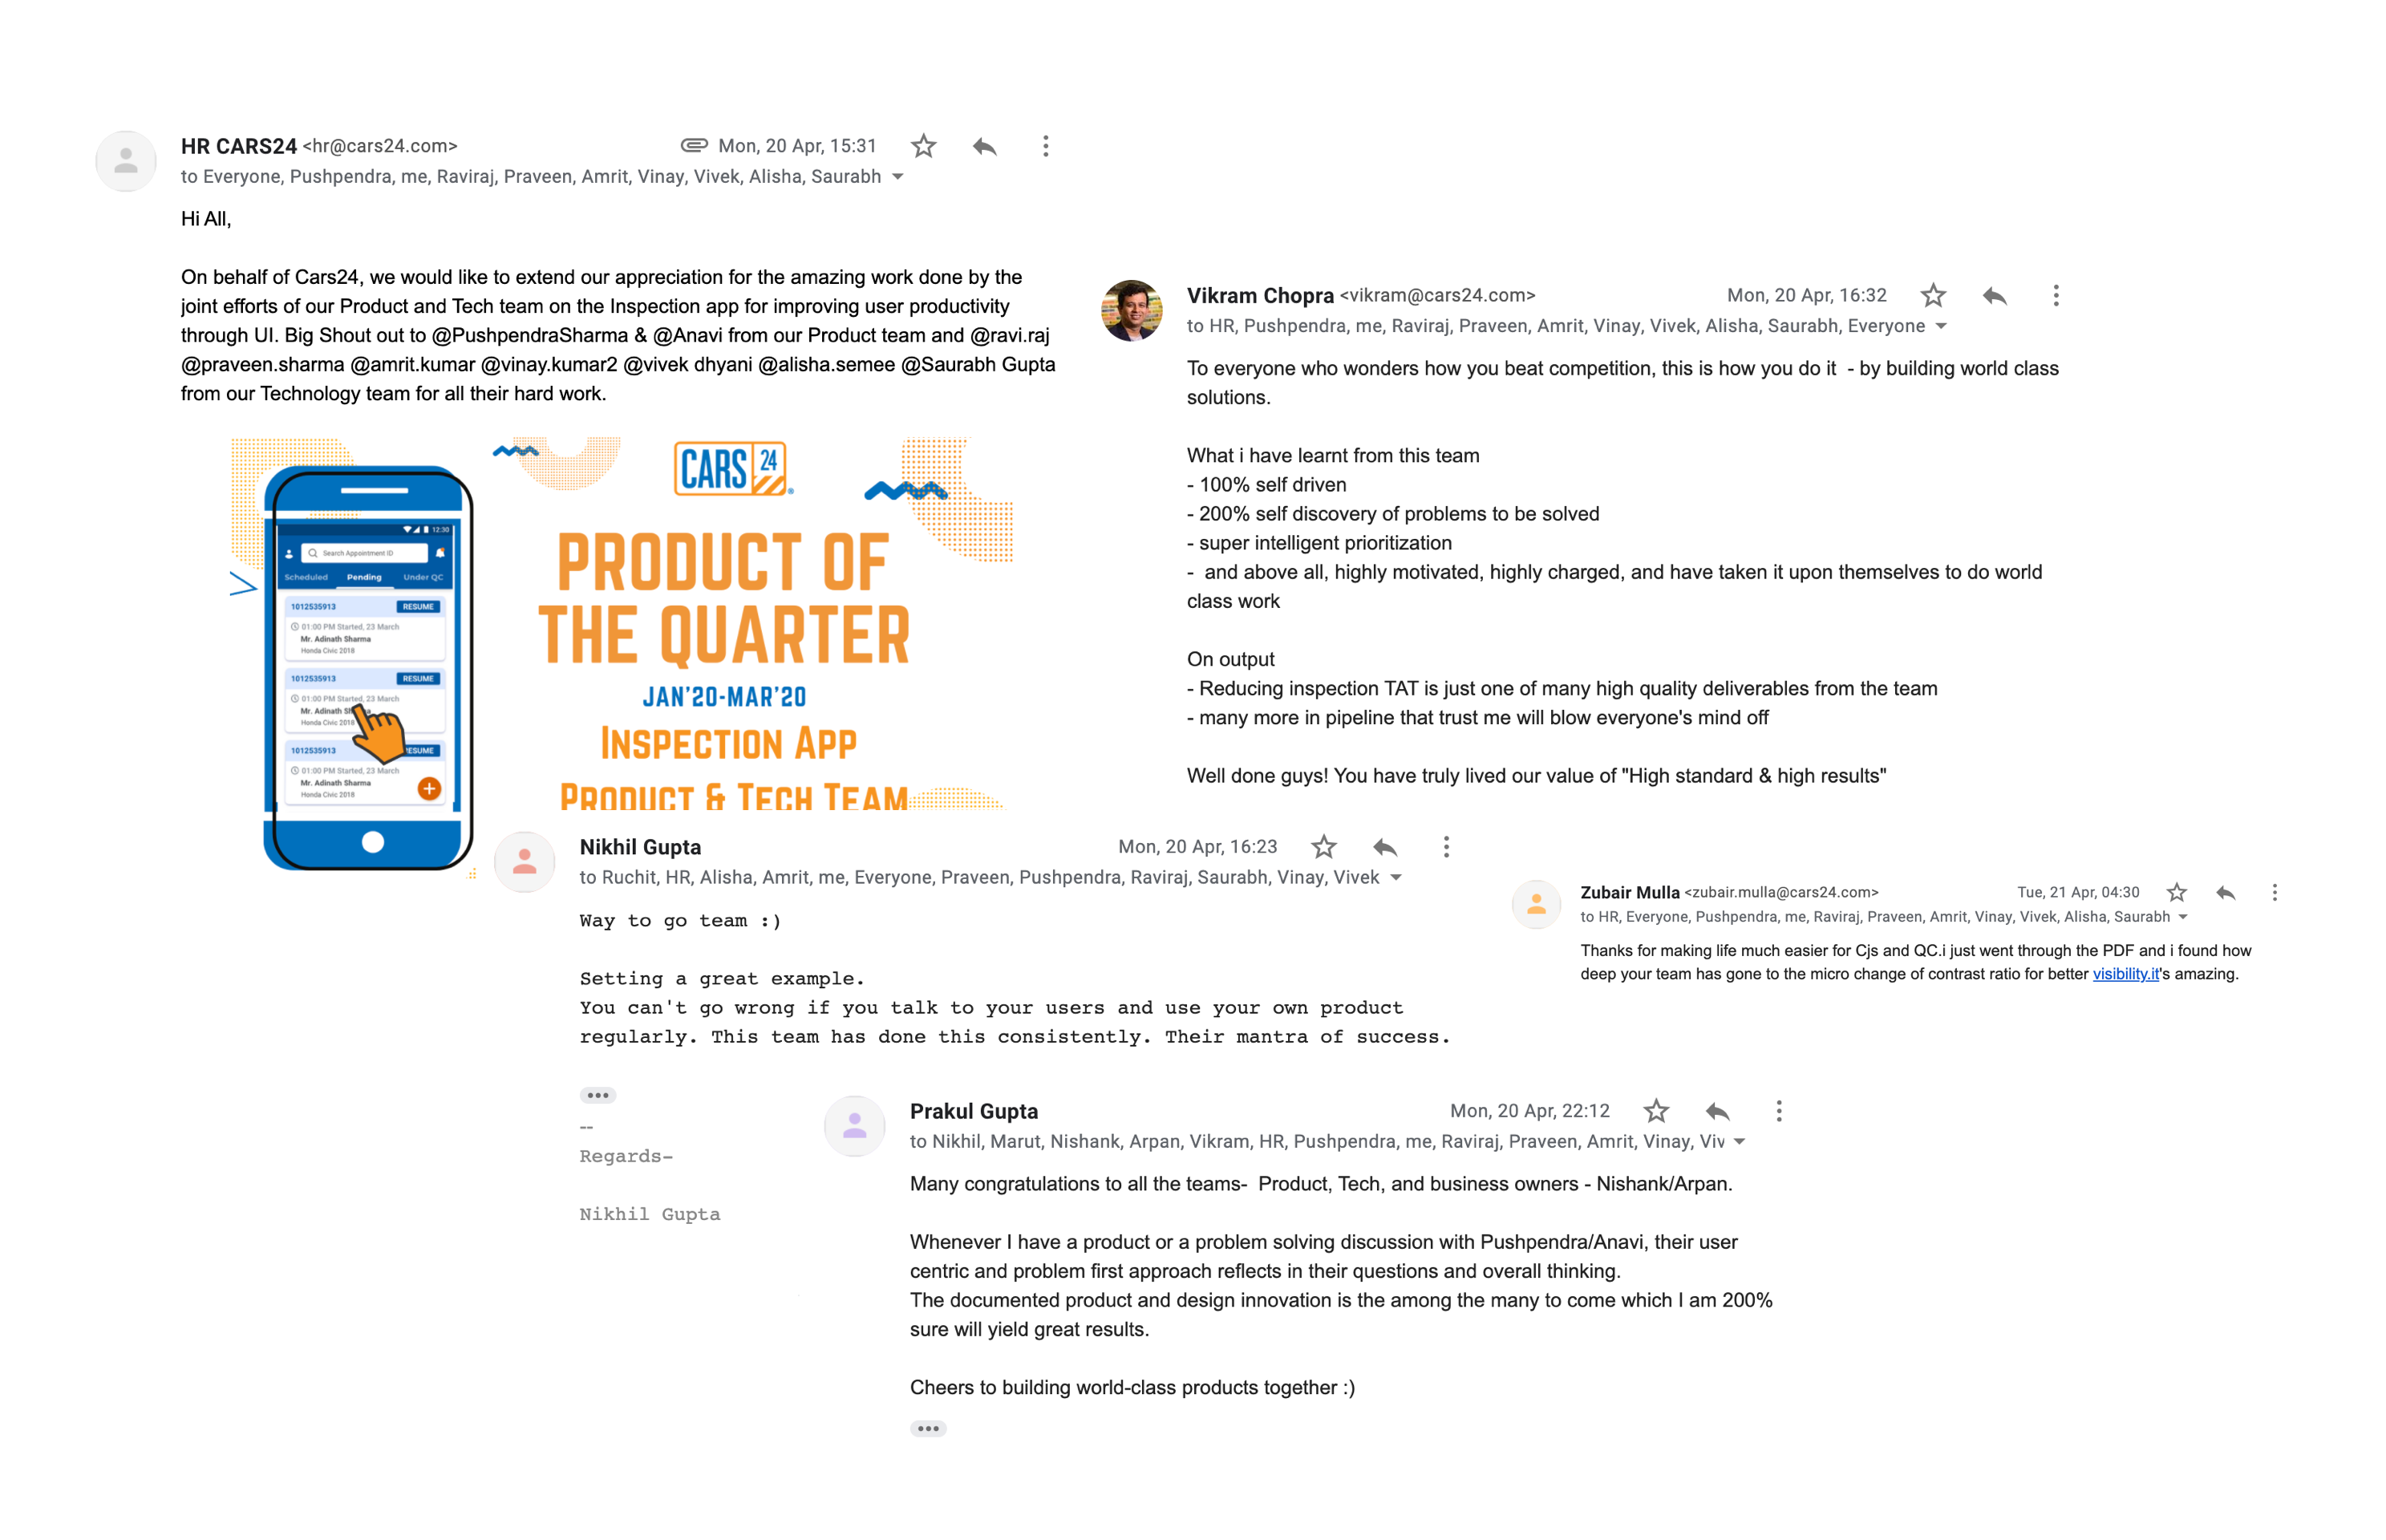 HR CARS24 <hr@cars24.com>
Mon, 20 Apr, 15:31
to Everyone, Pushpendra, me, Raviraj, Praveen, Amrit, Vinay, Vivek, Alisha, Saurabh
Hi All,
On behalf of Cars24, we would like to extend our appreciation for the amazing work done by the
joint efforts of our Product and Tech team on the Inspection app for improving user productivity
through UI. Big Shout out to @PushpendraSharma & @Anavi from our Product team and @ravi.raj
@praveen.sharma @amrit.kumar @vinay.kumar2 @vivek dhyani @alisha.semee @Saurabh Gupta
from our Technology team for all their hard work.
CARS 24
PRODUCT OF
THE QUARTER
JAN'20-MAR'20
INSPECTION APP
PRODUCT & TECH TEAM
12:30
Search Appointment ID
Scheduled Pending Under QC
1012535913 RESUME
01:00 PM Started, 23 March
Mr. Adinath Sharma
Honda Civic 2018
1012535913 RESUME
01:00 PM Started, 23 March
Mr. Adinath Sh a
Honda Civic 2018
1012535913 ESUME
01:00 PM Started, 23 March
Mr. Adinath Sharma
Honda Civic 2018
Vikram Chopra <vikram@cars24.com>
Mon, 20 Apr, 16:32
to HR, Pushpendra, me, Raviraj, Praveen, Amrit, Vinay, Vivek, Alisha, Saurabh, Everyone
To everyone who wonders how you beat competition, this is how you do it - by building world class
solutions.
What i have learnt from this team
- 100% self driven
- 200% self discovery of problems to be solved
- super intelligent prioritization
- and above all, highly motivated, highly charged, and have taken it upon themselves to do world
class work
On output
- Reducing inspection TAT is just one of many high quality deliverables from the team
- many more in pipeline that trust me will blow everyone's mind off
Well done guys! You have truly lived our value of "High standard & high results"
Nikhil Gupta
Mon, 20 Apr, 16:23
to Ruchit, HR, Alisha, Amrit, me, Everyone, Praveen, Pushpendra, Raviraj, Saurabh, Vinay, Vivek
Way to go team :)
Setting a great example.
You can't go wrong if you talk to your users and use your own product
regularly. This team has done this consistently. Their mantra of success.
--
Regards-
Nikhil Gupta
Zubair Mulla <zubair.mulla@cars24.com>
Tue, 21 Apr, 04:30
to HR, Everyone, Pushpendra, me, Raviraj, Praveen, Amrit, Vinay, Vivek, Alisha, Saurabh
Thanks for making life much easier for Cjs and QC.i just went through the PDF and i found how
deep your team has gone to the micro change of contrast ratio for better visibility.it's amazing.
Prakul Gupta
Mon, 20 Apr, 22:12
to Nikhil, Marut, Nishank, Arpan, Vikram, HR, Pushpendra, me, Raviraj, Praveen, Amrit, Vinay, Viv
Many congratulations to all the teams- Product, Tech, and business owners - Nishank/Arpan.
Whenever I have a product or a problem solving discussion with Pushpendra/Anavi, their user
centric and problem first approach reflects in their questions and overall thinking.
The documented product and design innovation is the among the many to come which I am 200%
sure will yield great results.
Cheers to building world-class products together :)